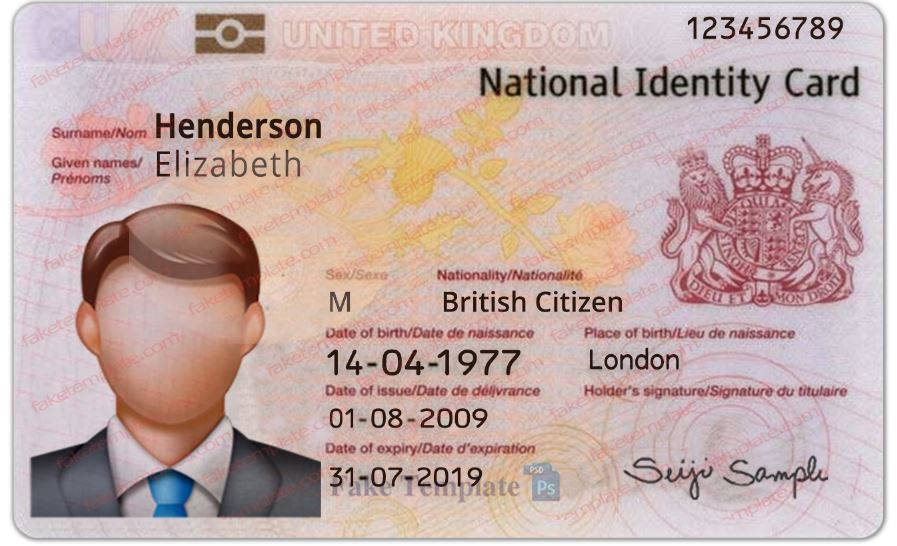 UNITED KINGDOM
123456789
National Identity Card
Surname/Nom Henderson
Given names/
Prénoms
Elizabeth
QUI
DIEU ET MON DROIT
Sex/Sexe
Nationality/Nationalité
M
British Citizen
Date of birth/Date de naissance
Place of birth/Lieu de naissance
14-04-1977
London
Date of issue/Date de délivrance
Holder's signature/Signature du titulaire
01-08-2009
Date of expiry/Date d'expiration
31-07-2019
Fake Template
PSD
Ps
Seiji Sample
faketemplate.com